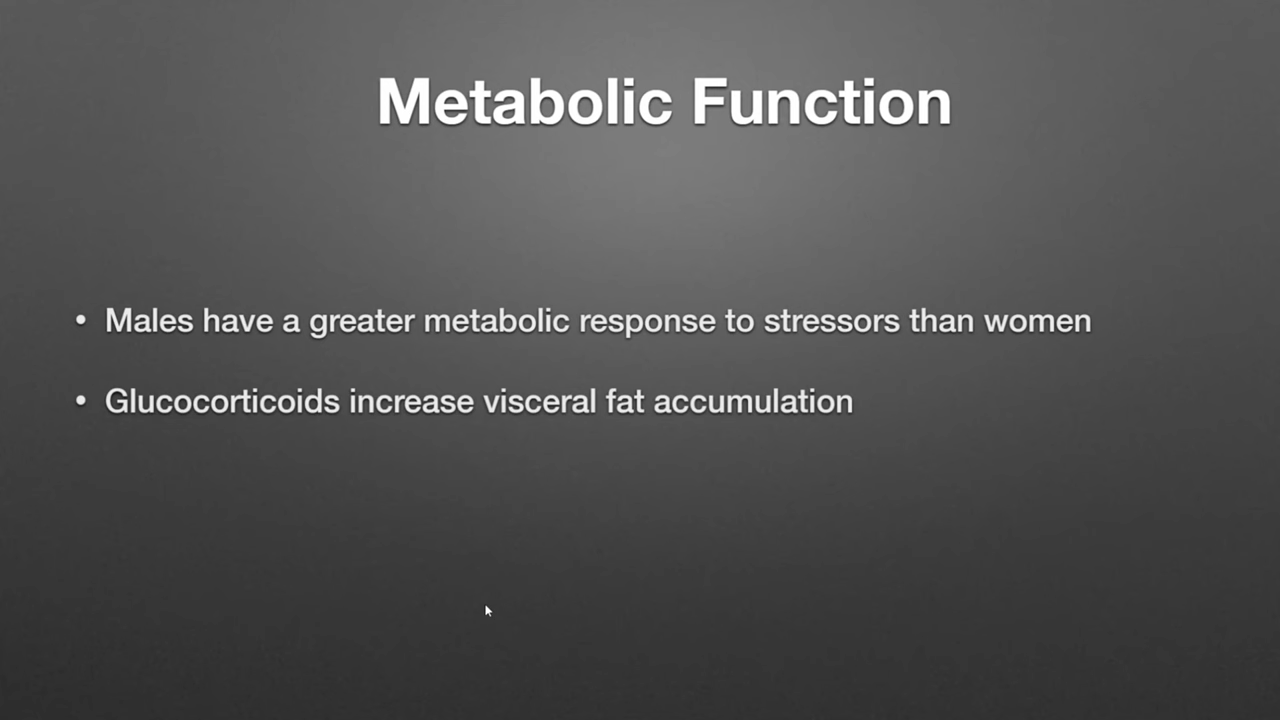 Metabolic Function
• Males have a greater metabolic response to stressors than women
• Glucocorticoids increase visceral fat accumulation